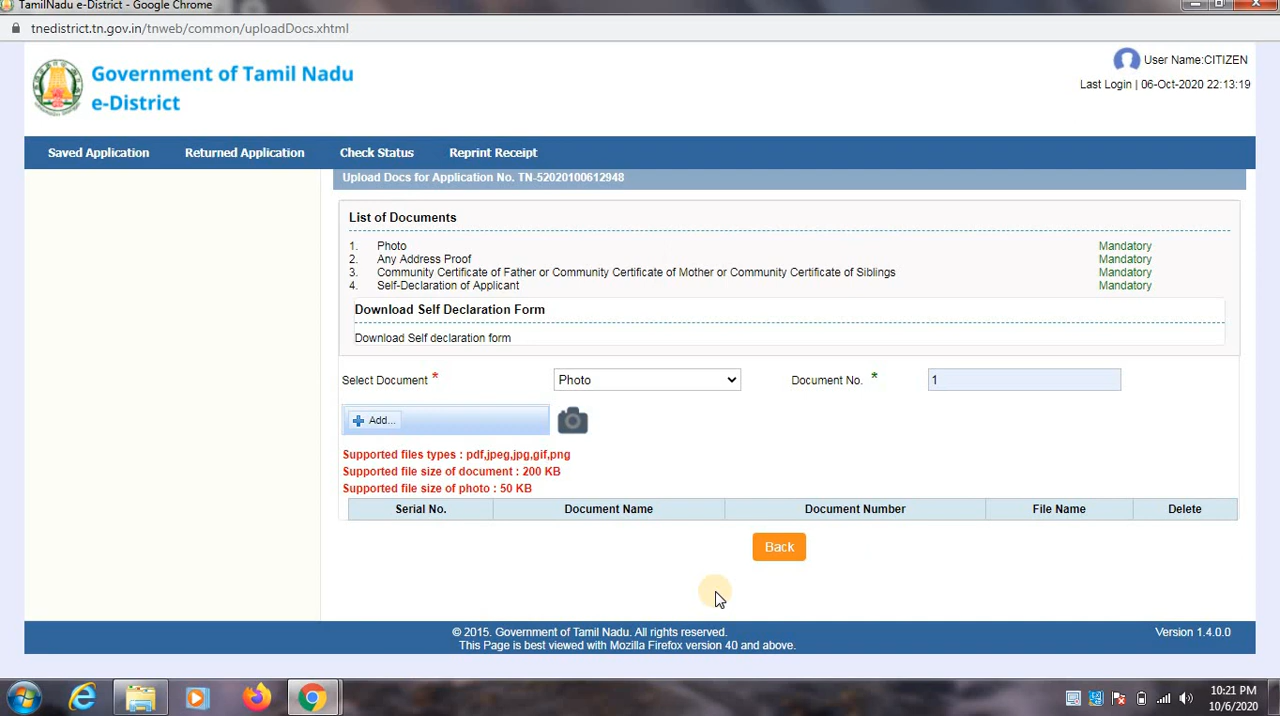 TamilNadu e-District - Google Chrome
tnedistrict.tn.gov.in/tnweb/common/uploadDocs.xhtml
Government of Tamil Nadu
e-District
User Name:CITIZEN
Last Login | 06-Oct-2020 22:13:19
Saved Application Returned Application Check Status Reprint Receipt
Upload Docs for Application No. TN-52020100612948
List of Documents
1. Photo Mandatory
2. Any Address Proof Mandatory
3. Community Certificate of Father or Community Certificate of Mother or Community Certificate of Siblings Mandatory
4. Self-Declaration of Applicant Mandatory
Download Self Declaration Form
Download Self declaration form
Select Document * Photo Document No. * 1
Add...
Supported files types : pdf,jpeg,jpg,gif,png
Supported file size of document : 200 KB
Supported file size of photo : 50 KB
Serial No. Document Name Document Number File Name Delete
Back
© 2015. Government of Tamil Nadu. All rights reserved. Version 1.4.0.0
This Page is best viewed with Mozilla Firefox version 40 and above.
10:21 PM
10/6/2020